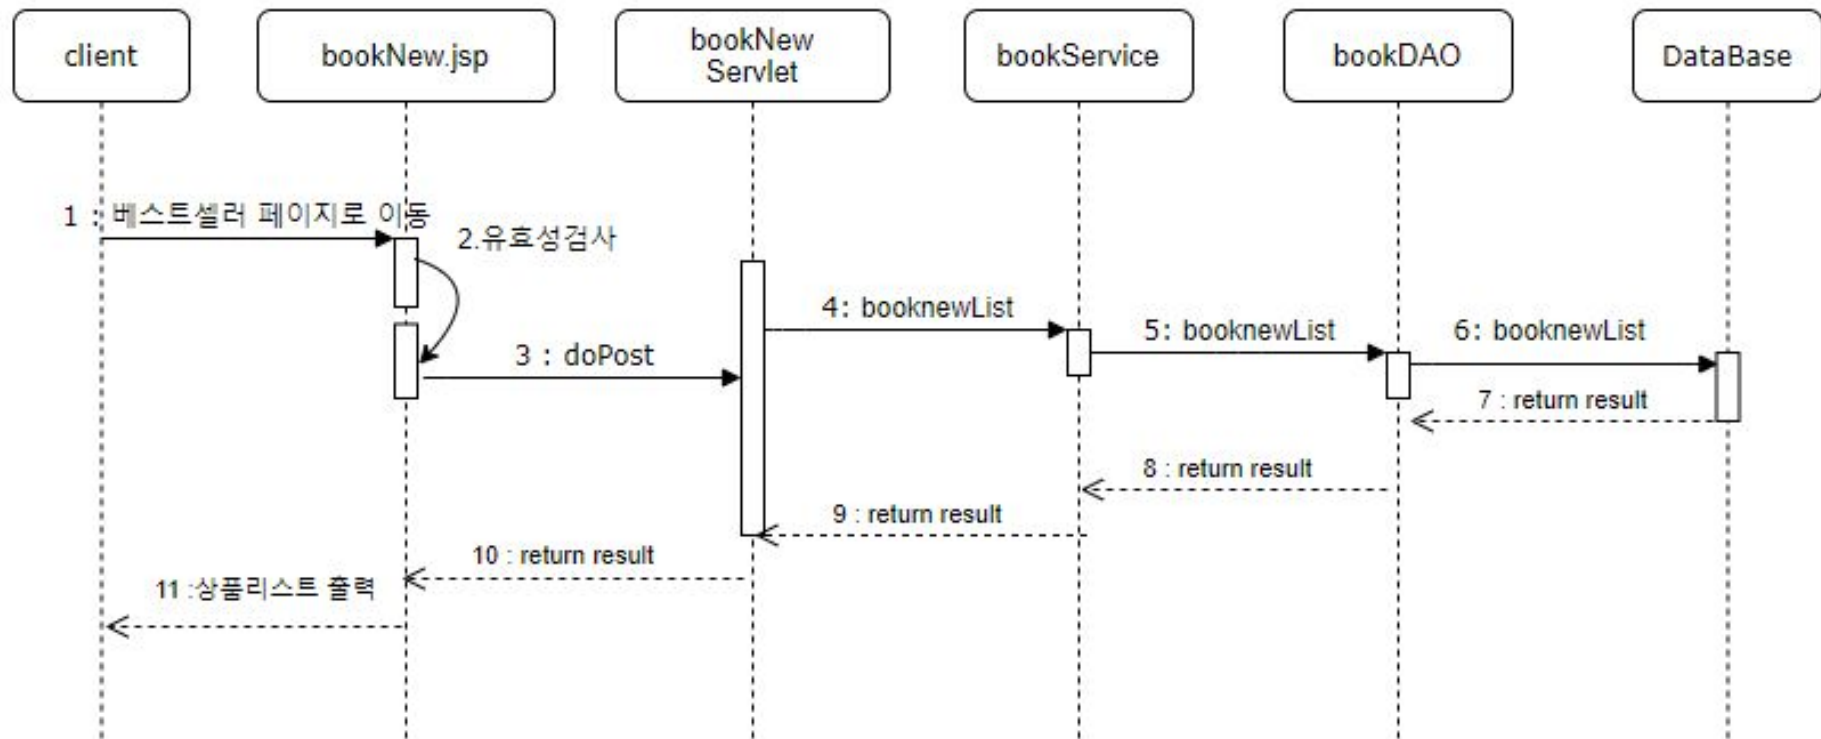 client
bookNew.jsp
bookNew
Servlet
bookService
bookDAO
DataBase
1 : 베스트셀러 페이지로 이동
2.유효성검사
3 : doPost
4: booknewList
5: booknewList
6: booknewList
7 : return result
8 : return result
9 : return result
10 : return result
11 :상품리스트 출력